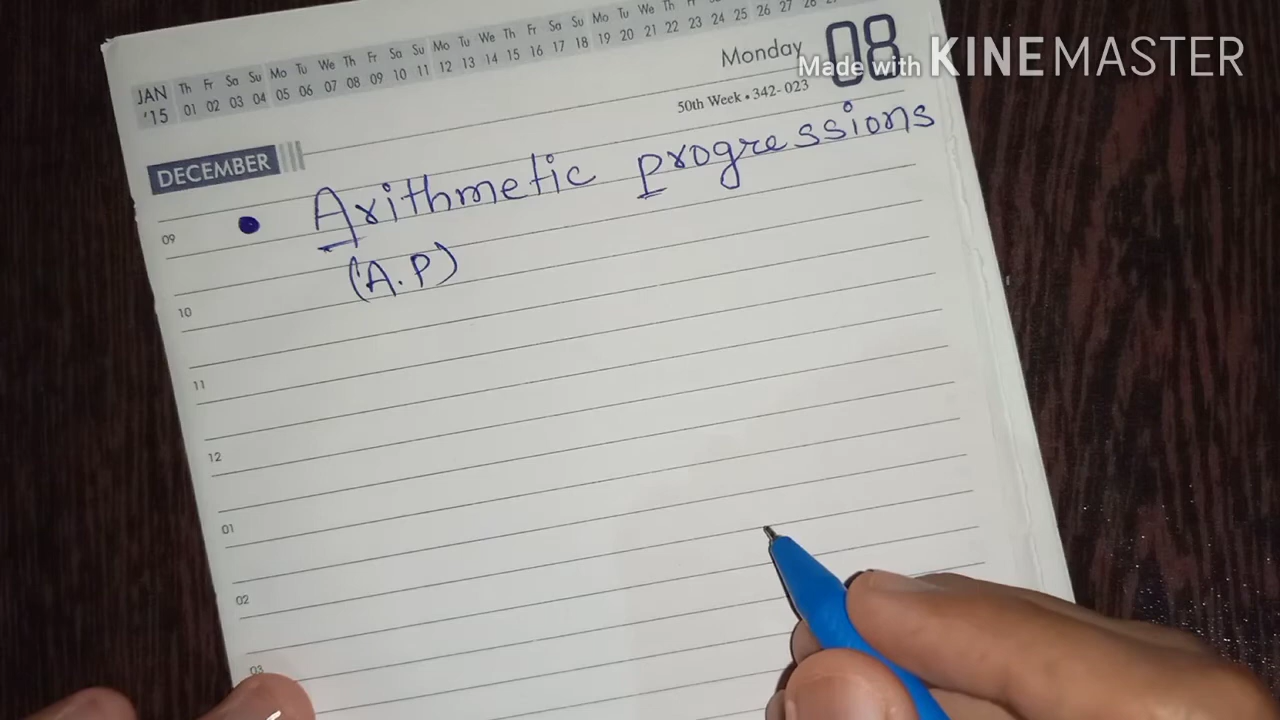 JAN '15
Th Fr Sa Su Mo Tu We Th Fr Sa Su Mo Tu We Th Fr Sa Su Mo Tu We Th
01 02 03 04 05 06 07 08 09 10 11 12 13 14 15 16 17 18 19 20 21 22 23 24 25 26 27 28
Monday 08
Made with KINEMASTER
50th Week • 342-023
DECEMBER
• Arithmetic progressions
09
(A.P)
10
11
12
01
02
03